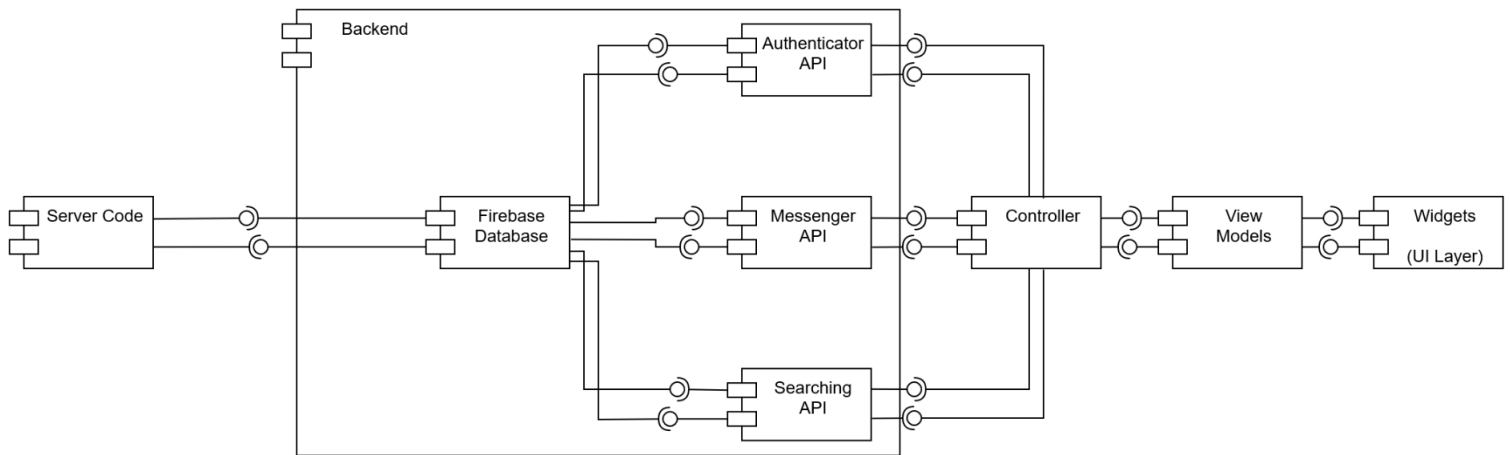 Backend
Authenticator
API
Server Code
Firebase
Database
Messenger
API
Controller
View
Models
Widgets
(UI Layer)
Searching
API